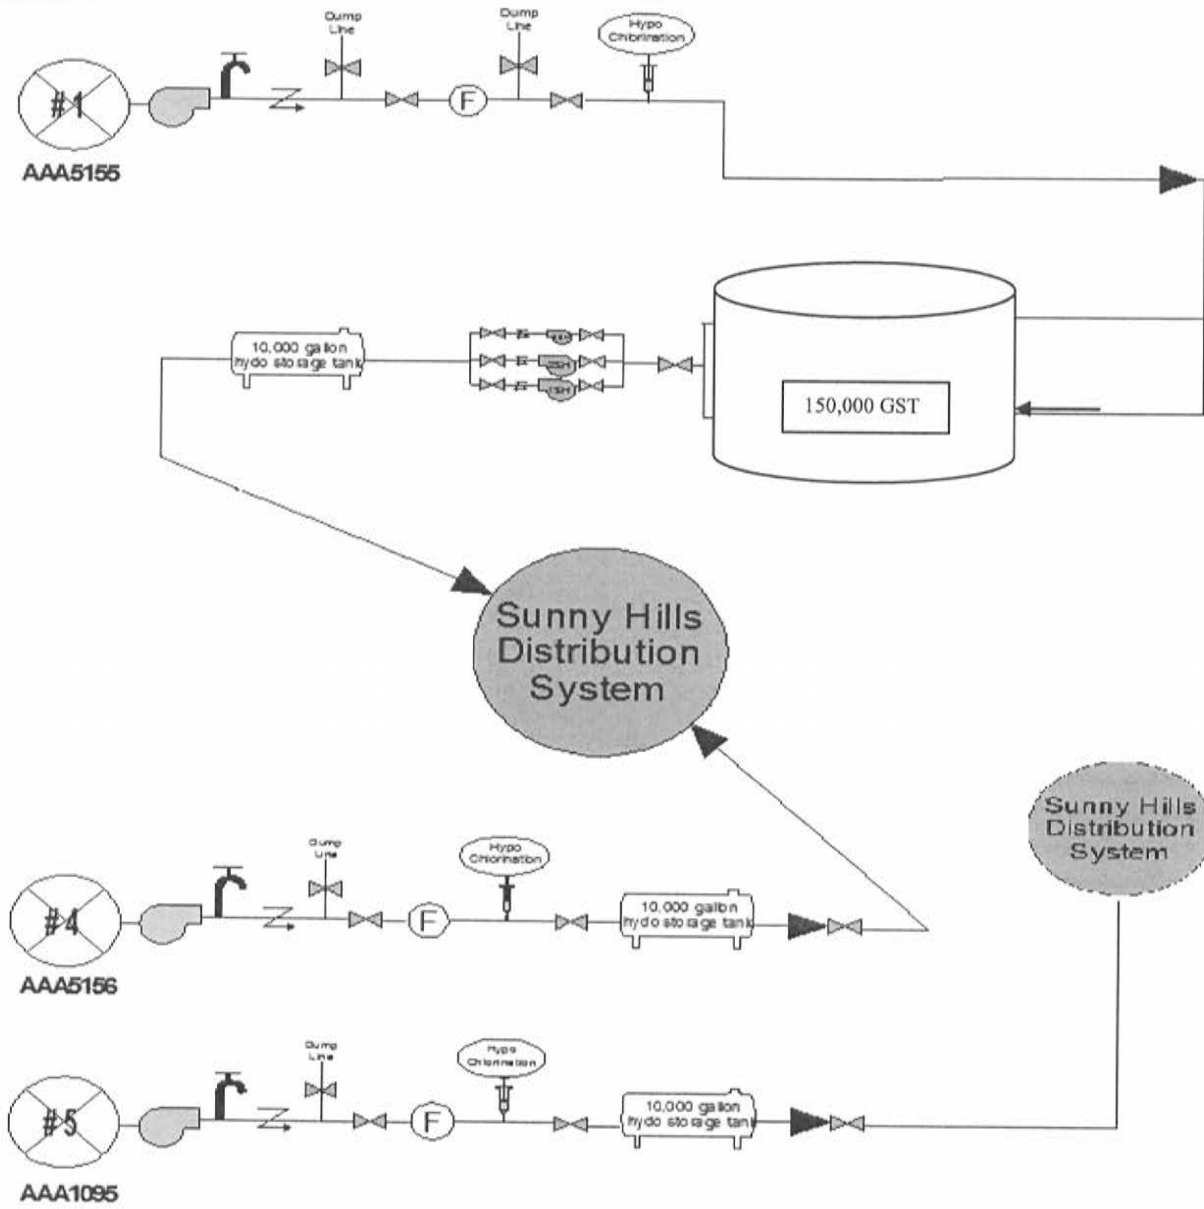 Dump
Line
Dump
Line
Hypo
Chlorination
#1
F
AAA5155
10,000 gallon
hydo storage tank
150,000 GST
Sunny Hills
Distribution
System
Sunny Hills
Distribution
System
Dump
Line
Hypo
Chlorination
#4
F
10,000 gallon
hydo storage tank
AAA5156
Dump
Line
Hypo
Chlorination
#5
F
10,000 gallon
hydo storage tank
AAA1095